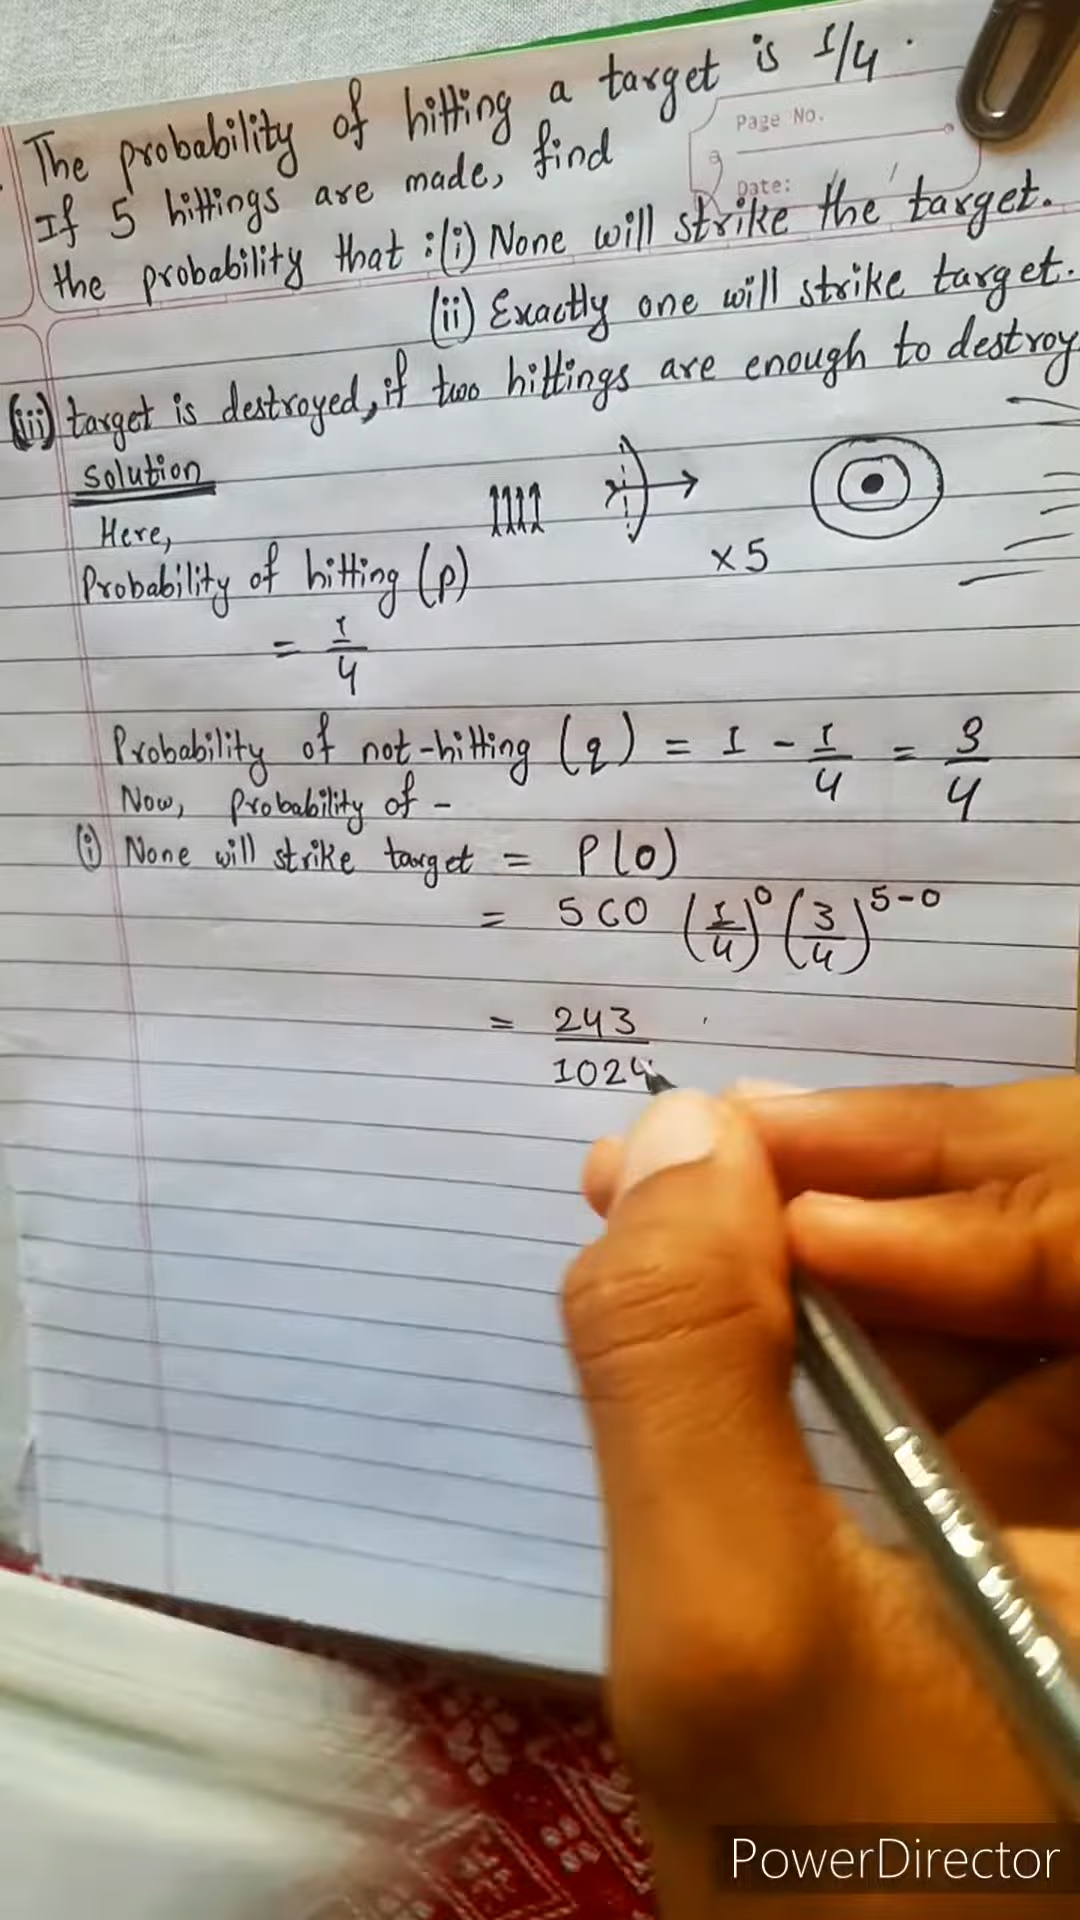 The probability of hitting a target is 1/4.
Page No.
If 5 hittings are made, find
Date:
the probability that :(i) None will strike the target.
(ii) Exactly one will strike target.
(iii) target is destroyed, if two hittings are enough to destroy
Solution
Here,
Probability of hitting (p)
× 5
= 1/4
Probability of not-hitting (q) = 1 - 1/4 = 3/4
Now, probability of -
(i) None will strike target = P(0)
= 5C0 (1/4)^0 (3/4)^5-0
= 243/1024
PowerDirector